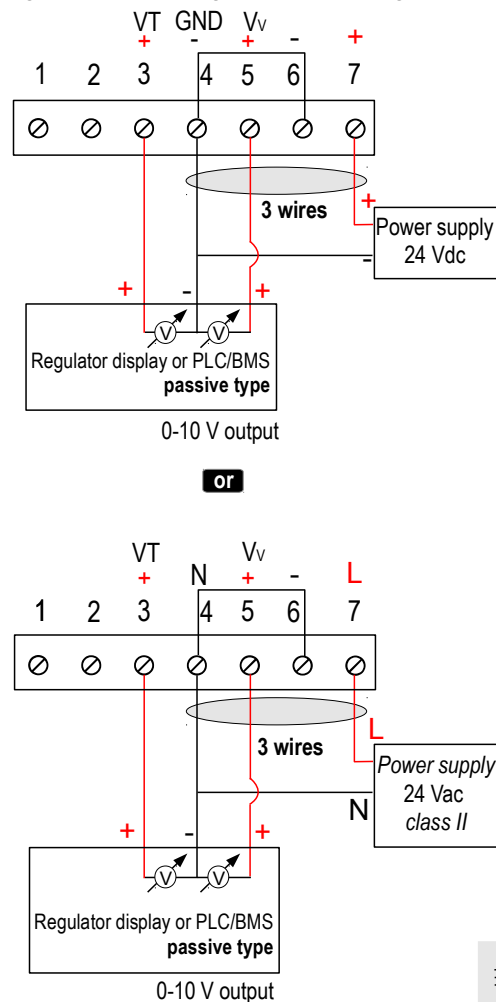 VT GND Vv
+ - + - +
1 2 3 4 5 6 7
3 wires
+
Power supply
24 Vdc
-
+ - +
V V
Regulator display or PLC/BMS
passive type
0-10 V output
or
VT N Vv L
+ + -
1 2 3 4 5 6 7
3 wires
L
Power supply
24 Vac
N
class II
+ - +
V V
Regulator display or PLC/BMS
passive type
0-10 V output